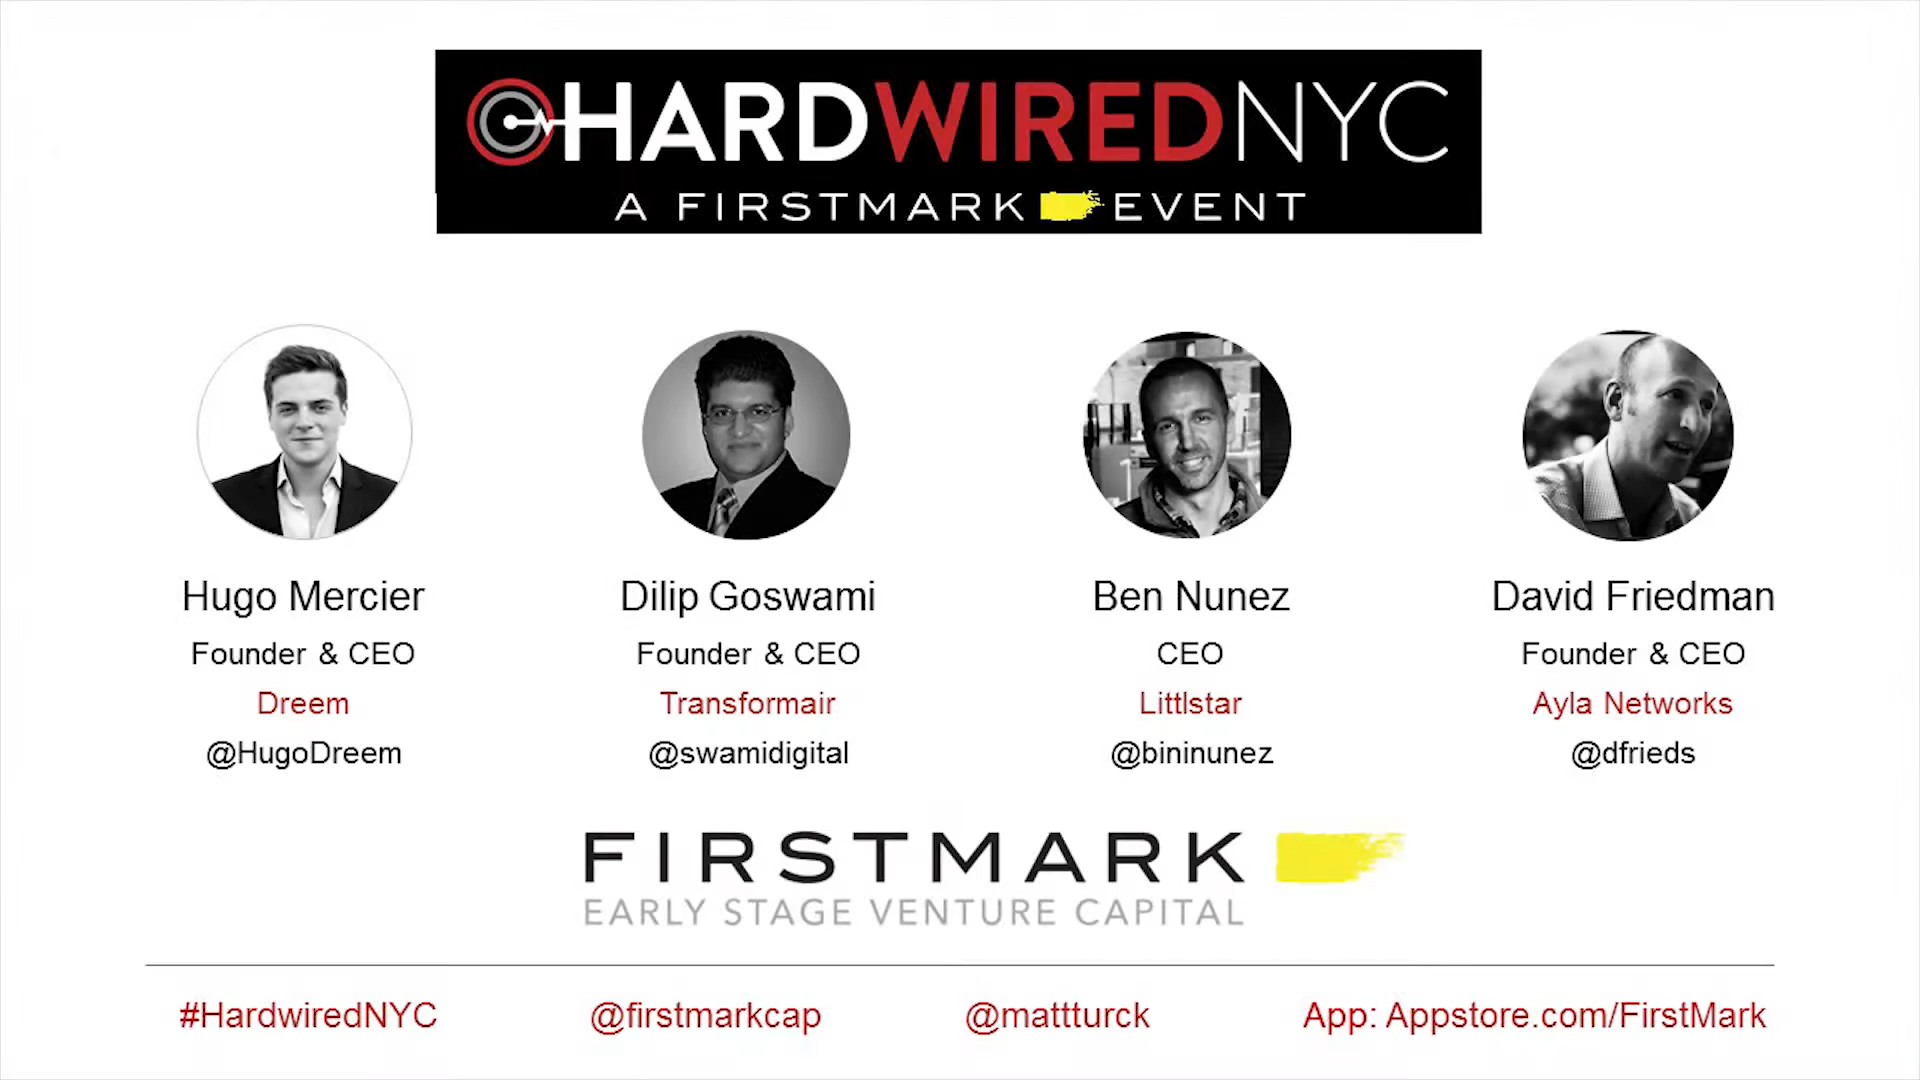 HARDWIREDNYC
A FIRSTMARK EVENT
Hugo Mercier
Founder & CEO
Dreem
@HugoDreem
Dilip Goswami
Founder & CEO
Transformair
@swamidigital
Ben Nunez
CEO
Littlstar
@bininunez
David Friedman
Founder & CEO
Ayla Networks
@dfrieds
FIRSTMARK
EARLY STAGE VENTURE CAPITAL
#HardwiredNYC
@firstmarkcap
@mattturck
App: Appstore.com/FirstMark